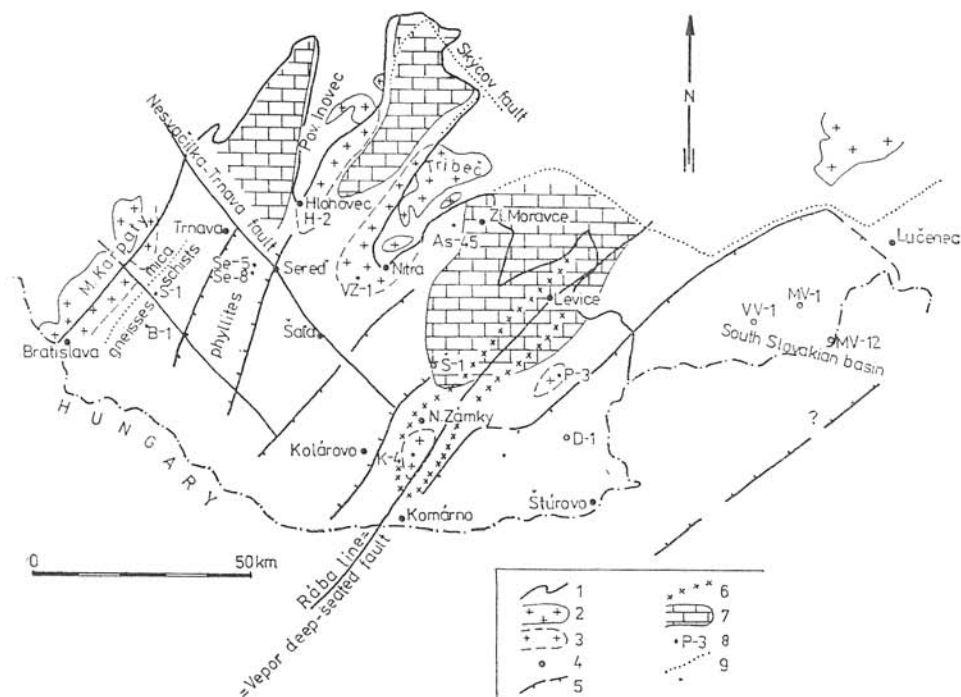 Skýcov fault
N
Nesvačilka-Trnava fault
Pov. Inovec
Tribeč
Hlohovec
H-2
Zl. Moravce
As-45
Lučenec
Trnava
M. Karpaty
mica
schists
gneisses
S-1
B-1
Se-5
Se-8
phyllites
Sereď
VZ-1
Nitra
Levice
Šaľa
Bratislava
VV-1
MV-1
MV-12
South Slovakian basin
Š-1
P-3
?
HUNGARY
N. Zámky
Kolárovo
K-4
D-1
Komárno
Štúrovo
0 50 km
Rába line=
=Vepor deep-seated fault
1
2
3
4
5
6
7
P-3 8
9